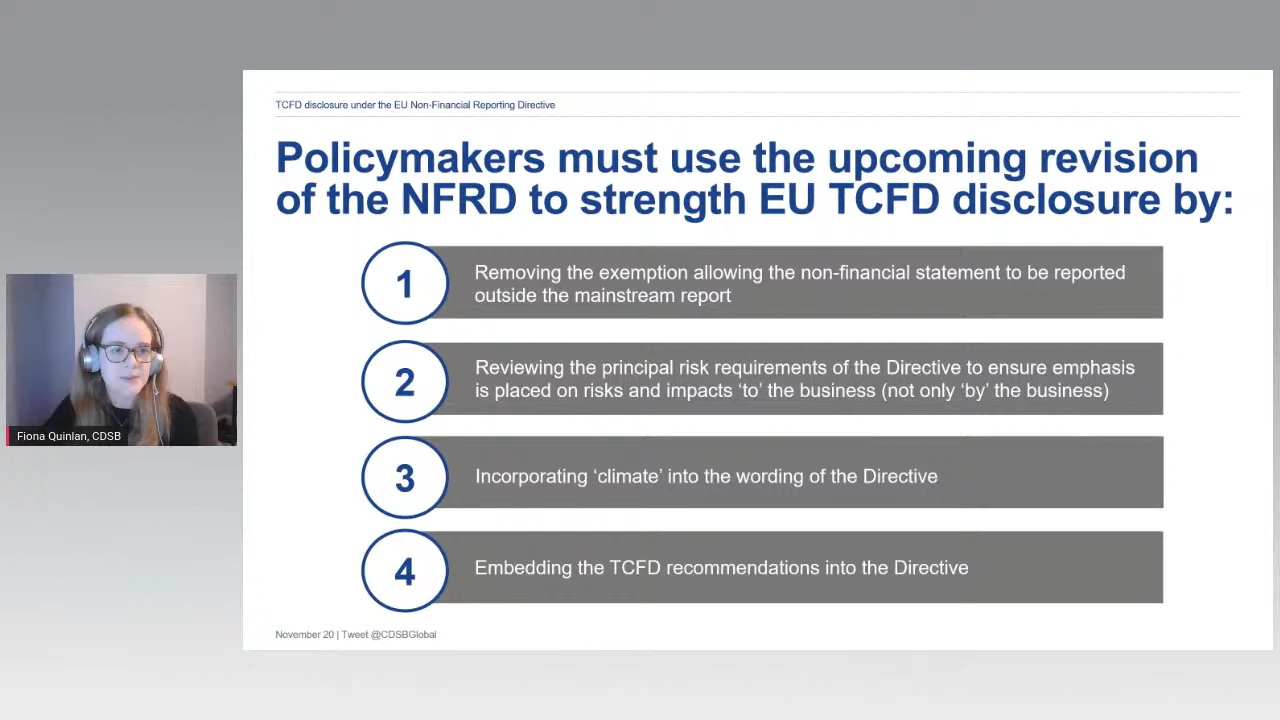 TCFD disclosure under the EU Non-Financial Reporting Directive
Policymakers must use the upcoming revision
of the NFRD to strength EU TCFD disclosure by:
1
Removing the exemption allowing the non-financial statement to be reported
outside the mainstream report
2
Reviewing the principal risk requirements of the Directive to ensure emphasis
is placed on risks and impacts ‘to’ the business (not only ‘by’ the business)
3
Incorporating ‘climate’ into the wording of the Directive
4
Embedding the TCFD recommendations into the Directive
November 20 | Tweet @CDSBGlobal
Fiona Quinlan, CDSB